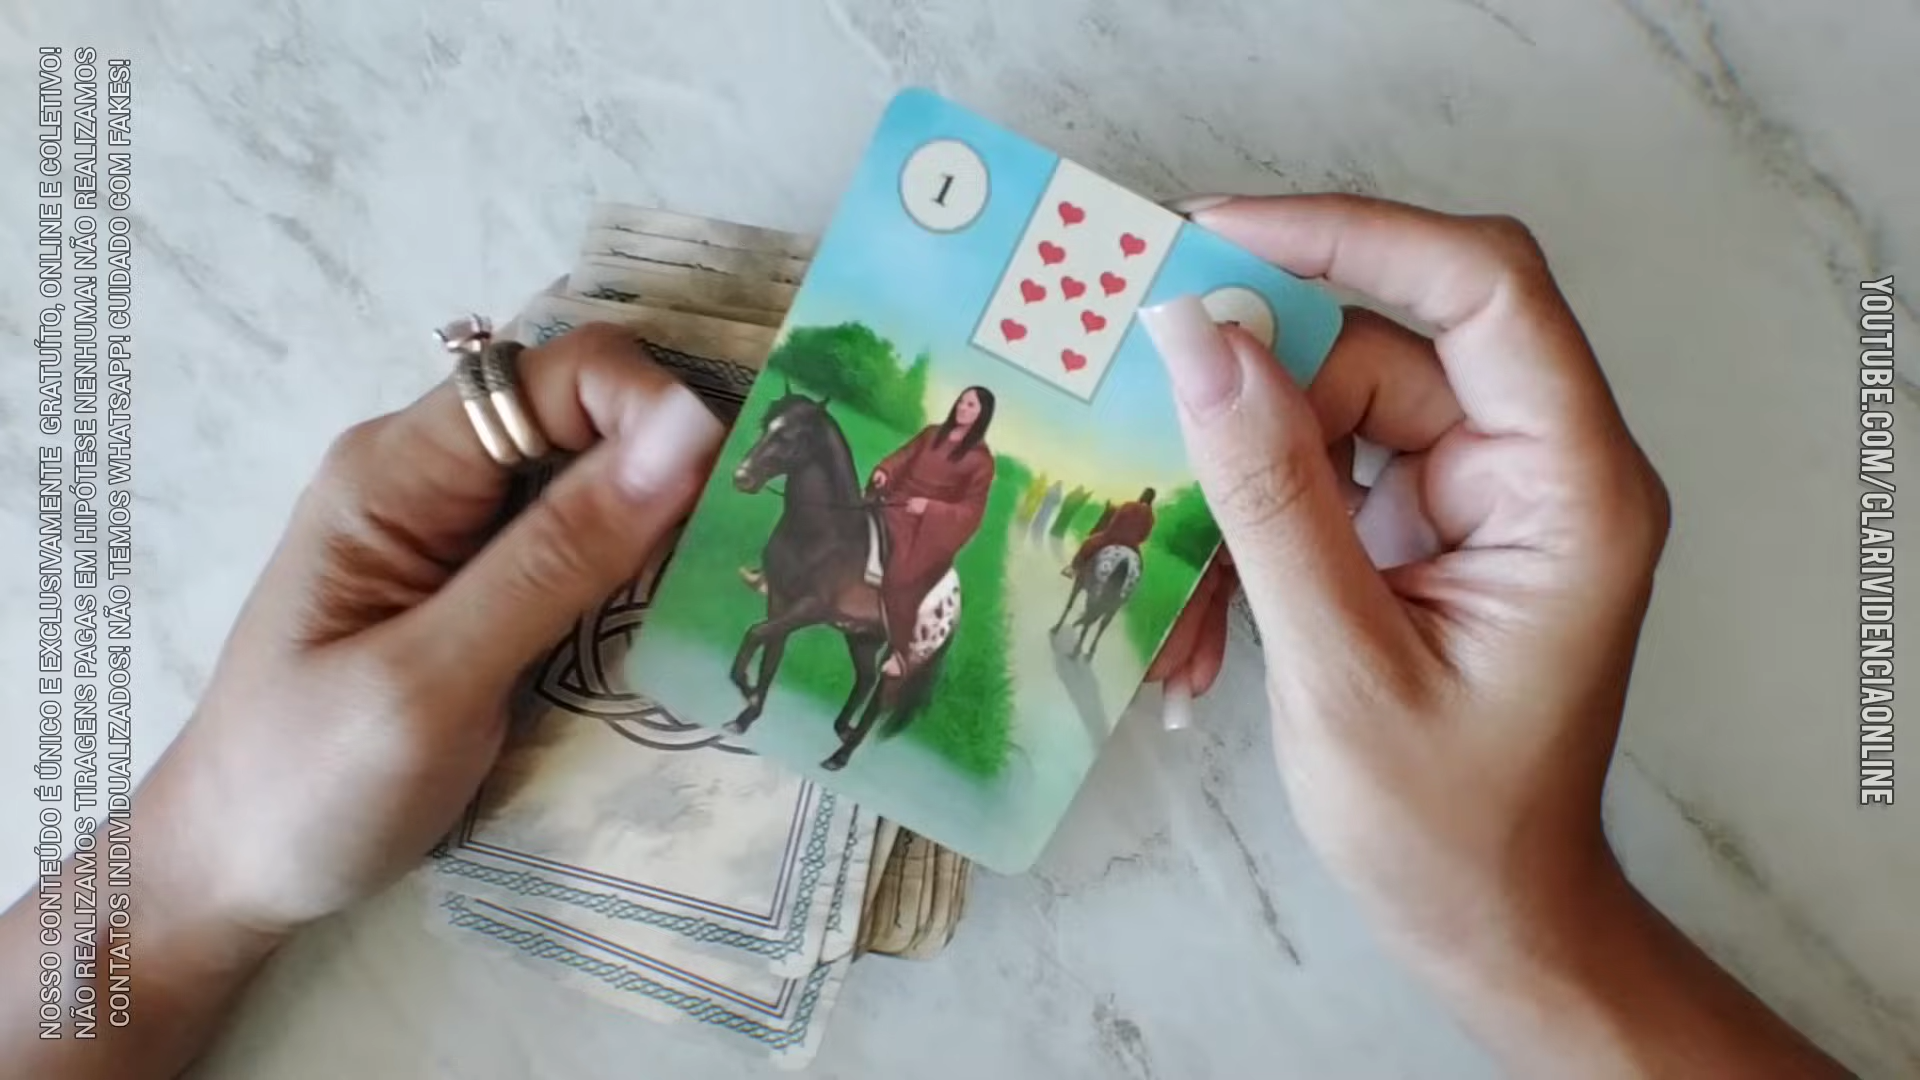 NOSSO CONTEÚDO É ÚNICO E EXCLUSIVAMENTE GRATUÍTO, ONLINE E COLETIVO!
NÃO REALIZAMOS TIRAGENS PAGAS EM HIPÓTESE NENHUMA! NÃO REALIZAMOS
CONTATOS INDIVIDUALIZADOS! NÃO TEMOS WHATSAPP! CUIDADO COM FAKES!
1
YOUTUBE.COM/CLARIVIDENCIAONLINE